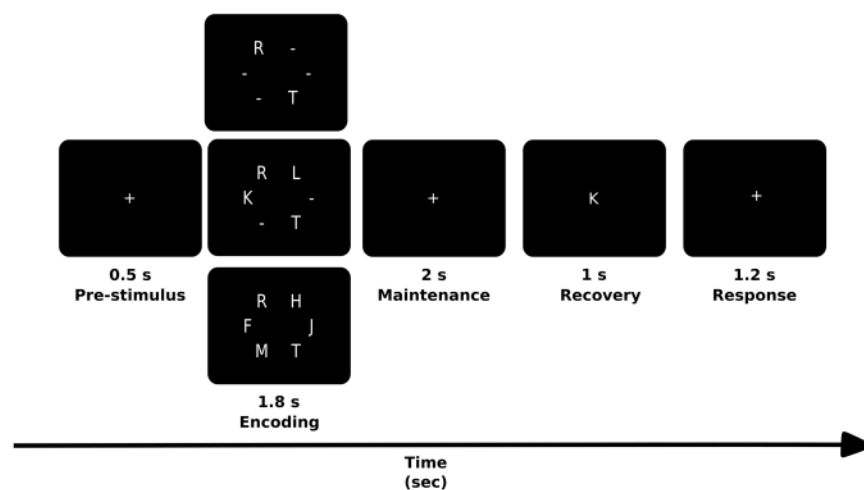 R -
- -
- T
+
R L
K -
- T
+
K
+
0.5 s
Pre-stimulus
2 s
Maintenance
1 s
Recovery
1.2 s
Response
R H
F J
M T
1.8 s
Encoding
Time
(sec)